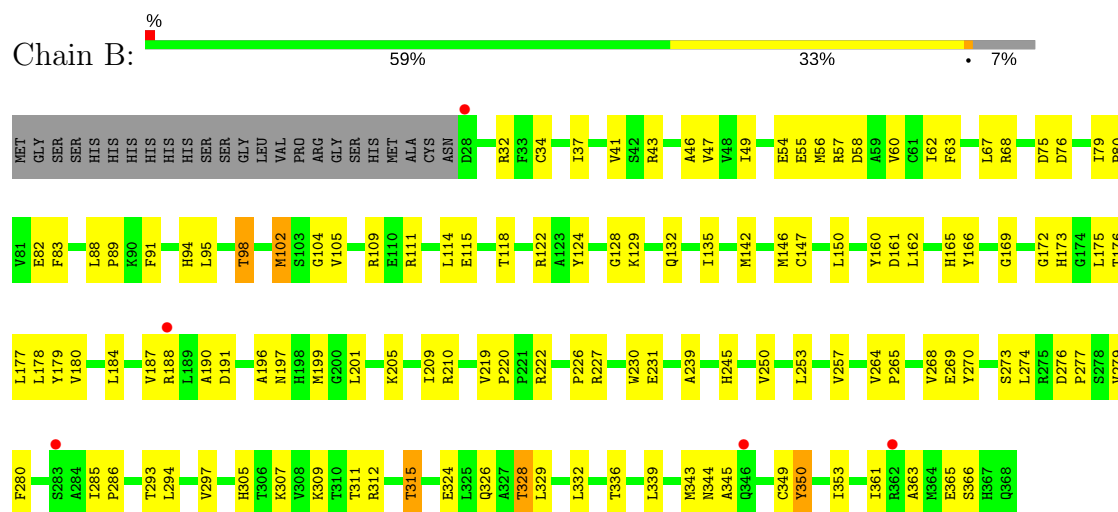 %
Chain B:
59% 33% • 7%
MET GLY SER SER HIS HIS HIS HIS HIS HIS SER SER GLY LEU VAL PRO ARG GLY SER HIS MET ALA CYS ASN D28 R32 F33 C34 I37 V41 S42 R43 A46 V47 V48 I49 E54 E55 M56 R57 D58 A59 V60 C61 I62 F63 L67 R68 D75 D76 I79
V81 E82 F83 L88 P89 K90 F91 H94 L95 T98 M102 S103 G104 V105 R109 E110 R111 L114 E115 T118 R122 A123 Y124 G128 K129 Q132 I135 M142 M146 C147 L150 Y160 D161 L162 H165 Y166 G169 G172 H173 G174 L175 T176
L177 L178 Y179 V180 L184 V187 R188 L189 A190 D191 A196 N197 H198 M199 G200 L201 K205 I209 R210 V219 P220 P221 R222 P226 R227 W230 E231 A239 H245 V250 L253 V257 V264 P265 V268 E269 Y270 S273 L274 R275 D276 P277 S278
F280 S283 A284 I285 P286 T293 L294 V297 H305 T306 K307 V308 K309 T310 T311 R312 T315 E324 L325 Q326 A327 T328 L329 L332 T336 L339 M343 N344 A345 Q346 C349 Y350 I353 I361 R362 A363 M364 E365 S366 H367 Q368